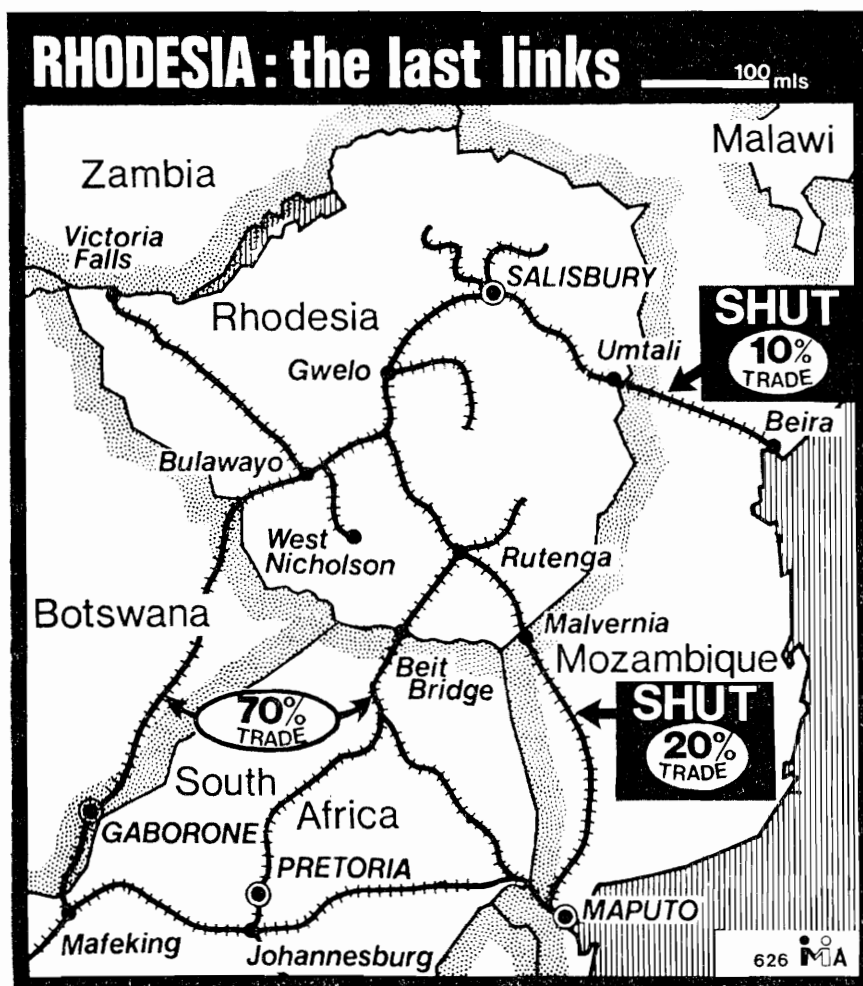 RHODESIA: the last links
100 mls
Malawi
Zambia
Victoria
Falls
SALISBURY
SHUT
10%
TRADE
Rhodesia
Umtali
Gwelo
Beira
Bulawayo
West
Nicholson
Rutenga
Botswana
Malvernia
Mozambique
Beit
Bridge
70%
TRADE
SHUT
20%
TRADE
South
Africa
GABORONE
PRETORIA
MAPUTO
Mafeking
Johannesburg
626 iMA